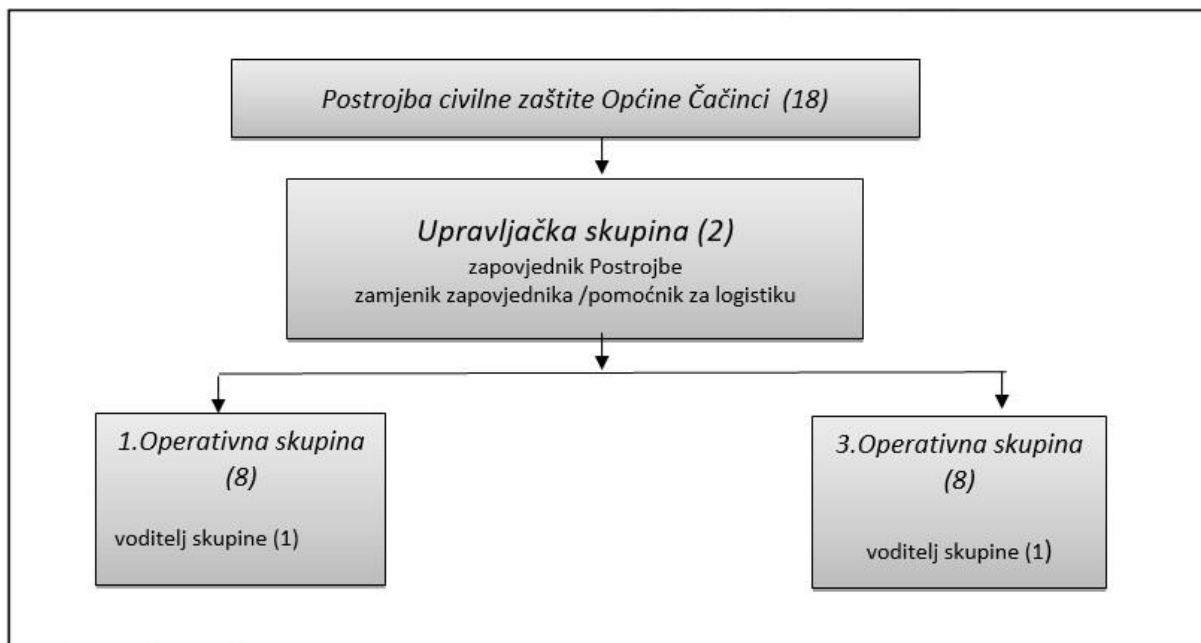 Postrojba civilne zaštite Općine Čačinci (18)
Upravljačka skupina (2)
zapovjednik Postrojbe
zamjenik zapovjednika /pomoćnik za logistiku
1.Operativna skupina
(8)
voditelj skupine (1)
3.Operativna skupina
(8)
voditelj skupine (1)